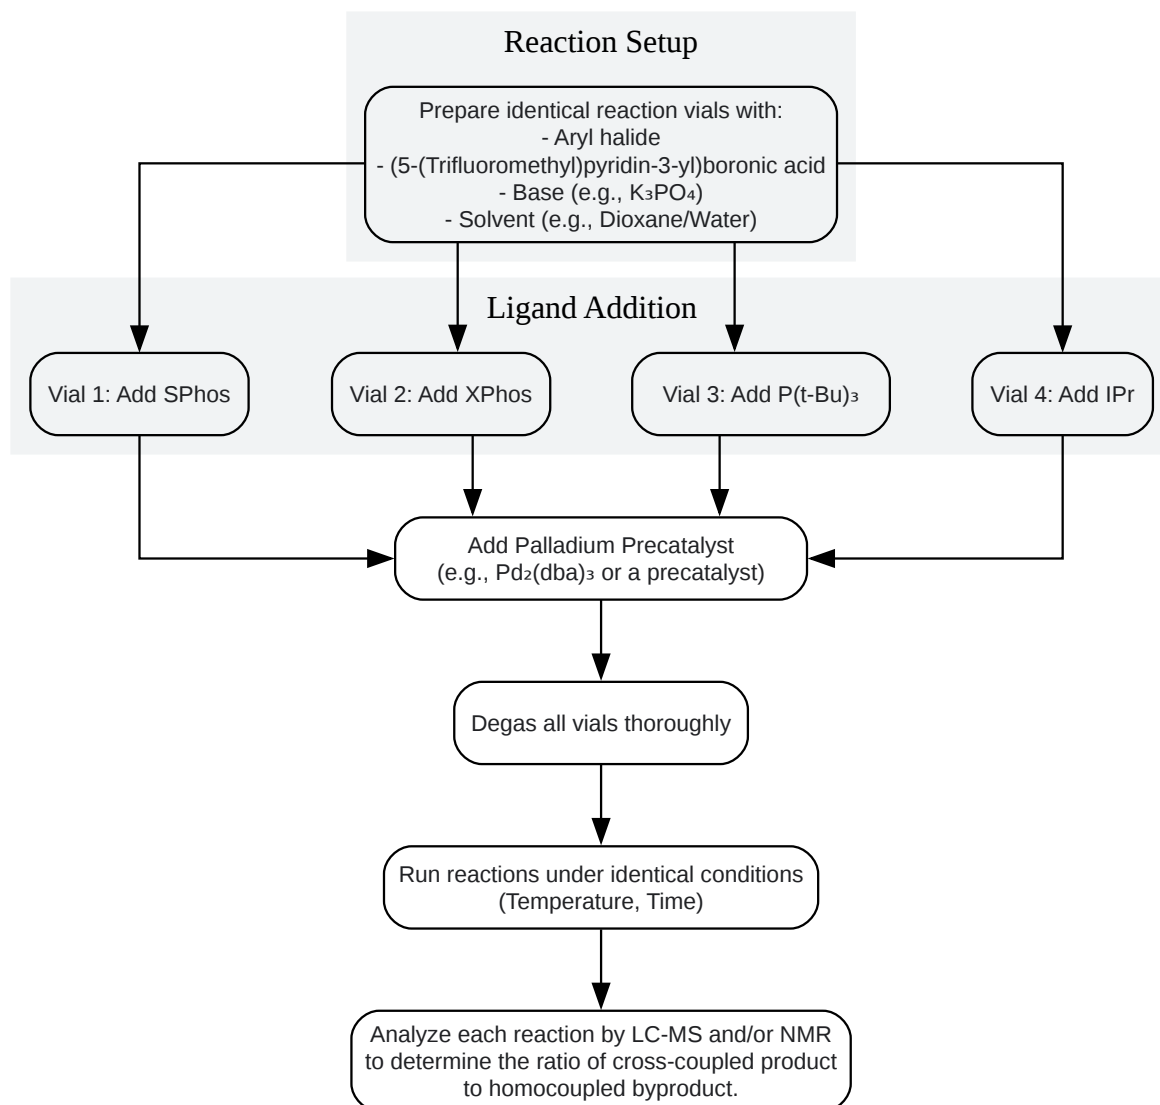 Reaction Setup
Prepare identical reaction vials with:
- Aryl halide
- (5-(Trifluoromethyl)pyridin-3-yl)boronic acid
- Base (e.g., K₃PO₄)
- Solvent (e.g., Dioxane/Water)
Ligand Addition
Vial 1: Add SPhos
Vial 2: Add XPhos
Vial 3: Add P(t-Bu)₃
Vial 4: Add IPr
Add Palladium Precatalyst
(e.g., Pd₂(dba)₃ or a precatalyst)
Degas all vials thoroughly
Run reactions under identical conditions
(Temperature, Time)
Analyze each reaction by LC-MS and/or NMR
to determine the ratio of cross-coupled product
to homocoupled byproduct.